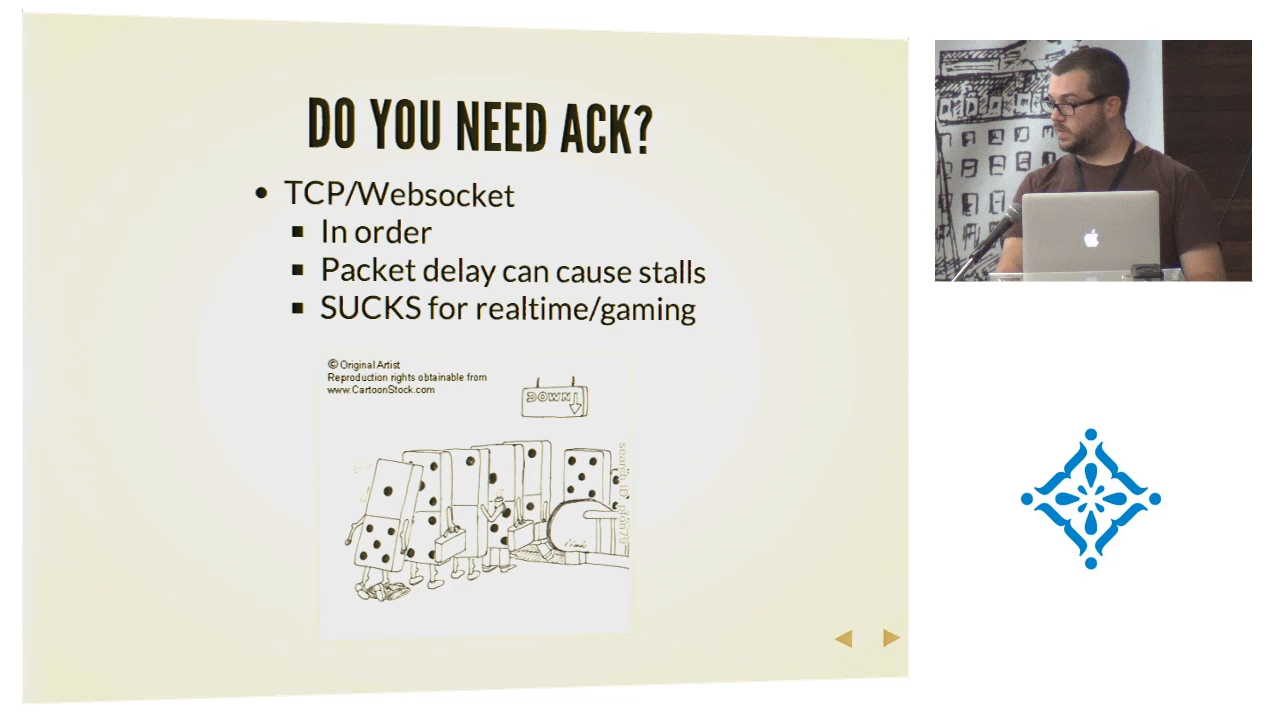 DO YOU NEED ACK?
TCP/Websocket
In order
Packet delay can cause stalls
SUCKS for realtime/gaming
© Original Artist
Reproduction rights obtainable from
www.CartoonStock.com
DOWN